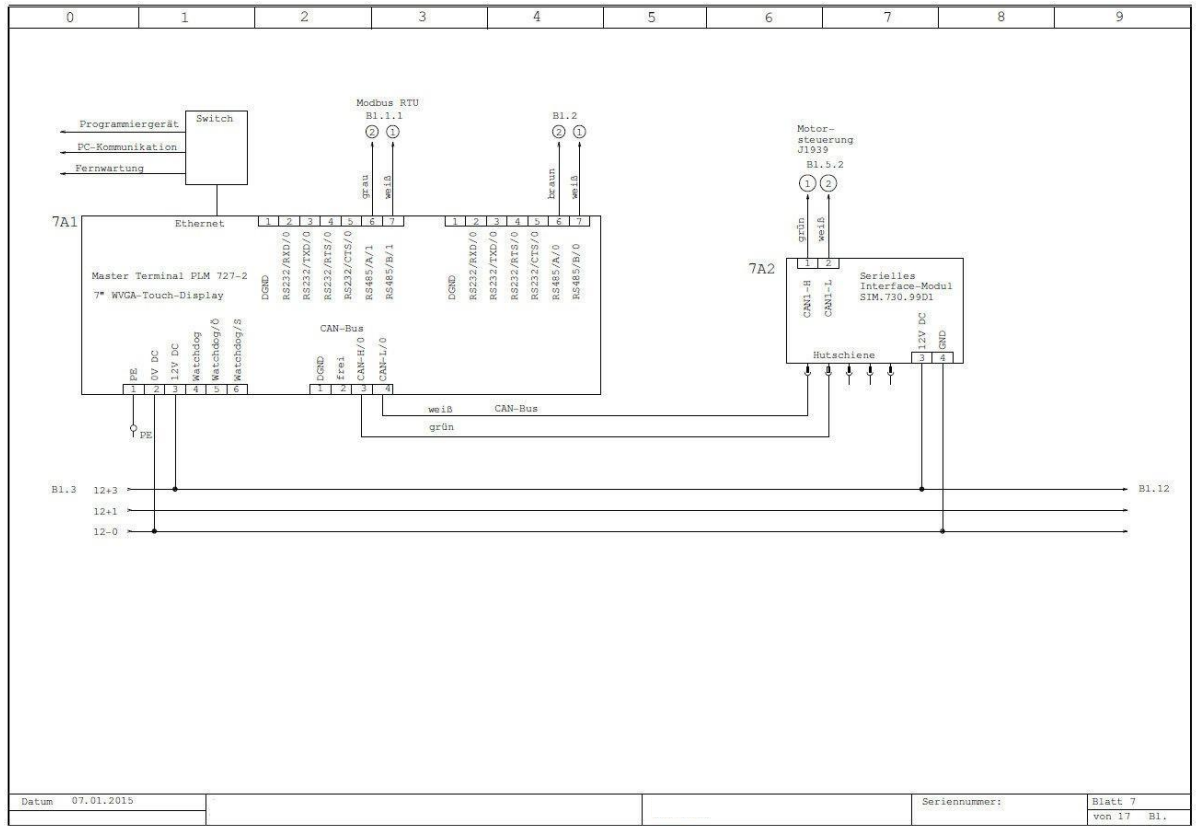 0 1 2 3 4 5 6 7 8 9
Modbus RTU
Bl.1.1
2 1
Bl.2
2 1
Switch
Programmiergerät
PC-Kommunikation
Fernwartung
Motor-
steuerung
J1939
Bl.5.2
1 2
grau
weiß
braun
weiß
grün
weiß
7A1
Ethernet
1 2 3 4 5 6 7
DGND
RS232/RXD/0
RS232/TXD/0
RS232/RTS/0
RS232/CTS/0
RS485/A/1
RS485/B/1
1 2 3 4 5 6 7
DGND
RS232/RXD/0
RS232/TXD/0
RS232/RTS/0
RS232/CTS/0
RS485/A/0
RS485/B/0
Master Terminal PLM 727-2
7" WVGA-Touch-Display
CAN-Bus
PE
0V DC
12V DC
Watchdog
Watchdog/Ö
Watchdog/S
1 2 3 4 5 6
DGND
frei
CAN-H/0
CAN-L/0
1 2 3 4
7A2
1 2
CAN1-H
CAN1-L
Serielles
Interface-Modul
SIM.730.99D1
12V DC
GND
Hutschiene
3 4
weiß CAN-Bus
grün
PE
Bl.3 12+3
Bl.12
12+1
12-0
Datum 07.01.2015
Seriennummer:
Blatt 7
von 17 Bl.